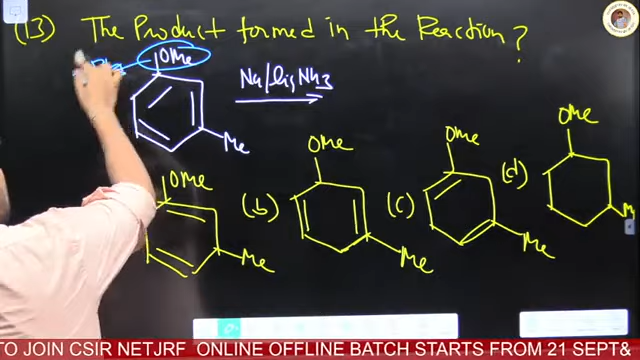 (13) The Product formed in the Reaction?
OMe
Na/liq NH3
Me
OMe
Me
(b)
OMe
Me
(c)
OMe
Me
(d)
OMe
TO JOIN CSIR NETJRF ONLINE OFFLINE BATCH STARTS FROM 21 SEPT&